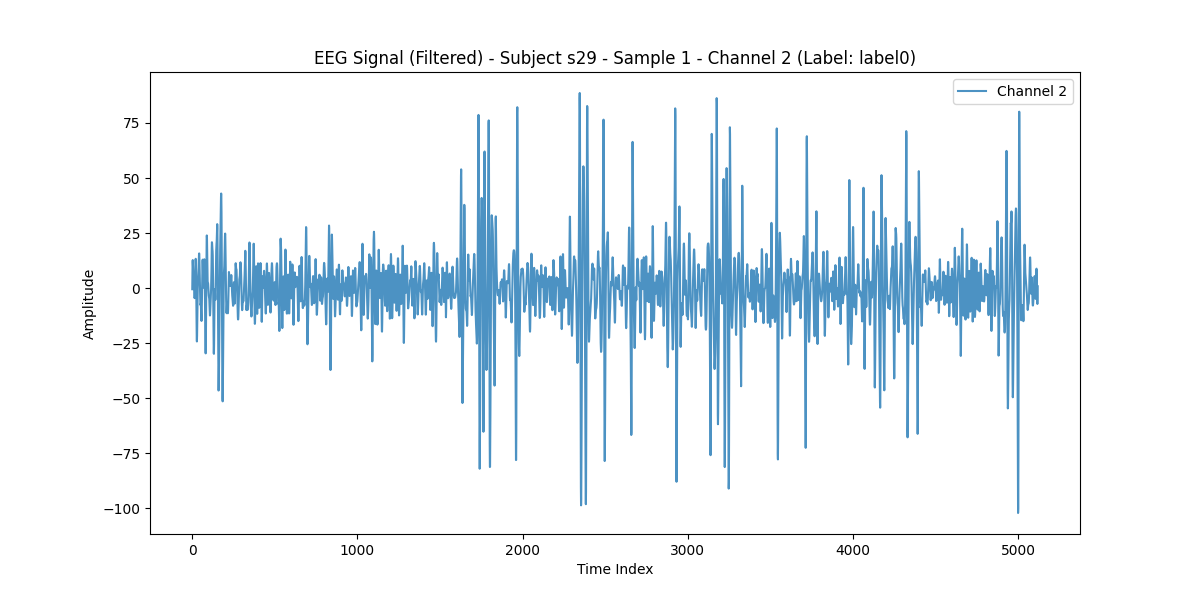 EEG Signal (Filtered) - Subject s29 - Sample 1 - Channel 2 (Label: label0)
Channel 2
75
50
25
0
−25
−50
−75
−100
Amplitude
0 1000 2000 3000 4000 5000
Time Index